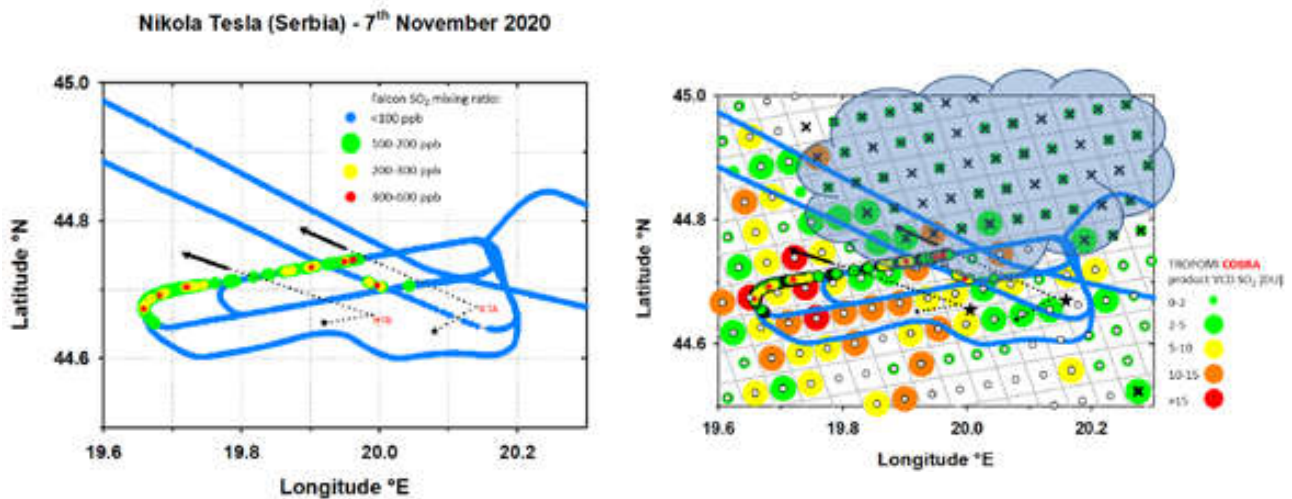 Nikola Tesla (Serbia) - 7th November 2020
45.0
44.8
44.6
Latitude °N
19.6 19.8 20.0 20.2
Longitude °E
Falcon SO2 mixing ratio:
<100 ppb
100-200 ppb
200-300 ppb
300-600 ppb
45.0
44.8
44.6
Latitude °N
19.6 19.8 20.0 20.2
Longitude °E
TROPOMI COBRA
product VCD SO2 [DU]
0-2
2-5
5-10
10-15
>15